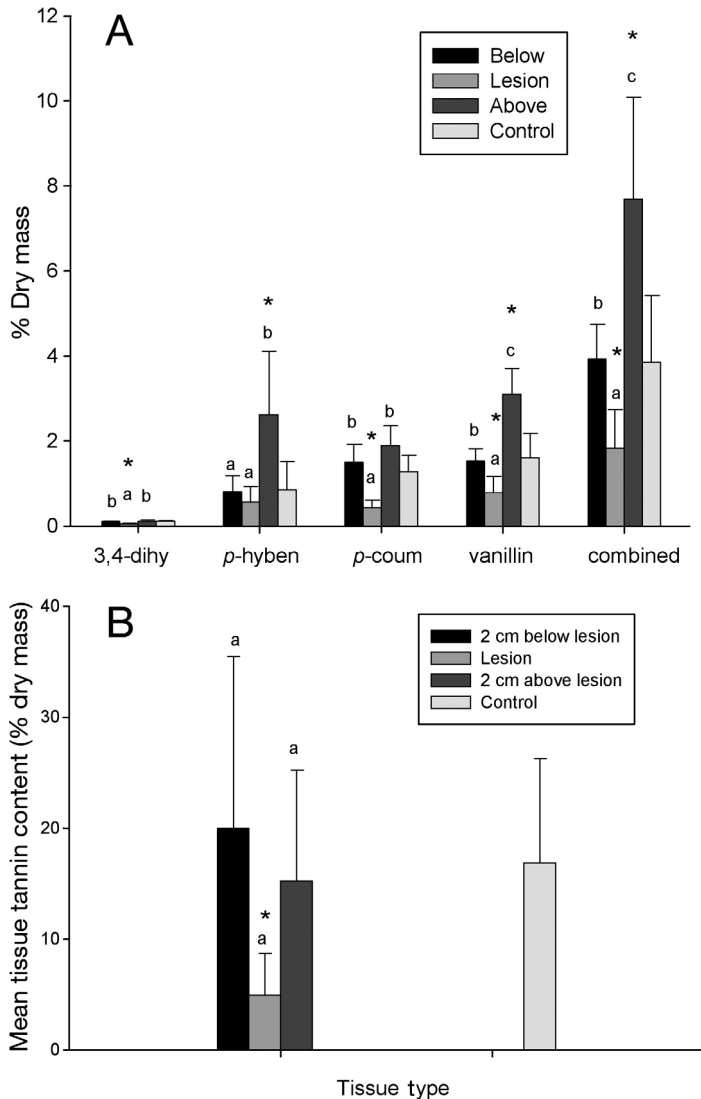 A
Below
Lesion
Above
Control
% Dry mass
12
10
8
6
4
2
0
*
b a b
a a
*
b
b
*
a
b
b
*
a
*
c
b
*
a
*
c
3,4-dihy p-hyben p-coum vanillin combined
B
2 cm below lesion
Lesion
2 cm above lesion
Control
Mean tissue tannin content (% dry mass)
40
30
20
10
0
a
*
a
a
Tissue type